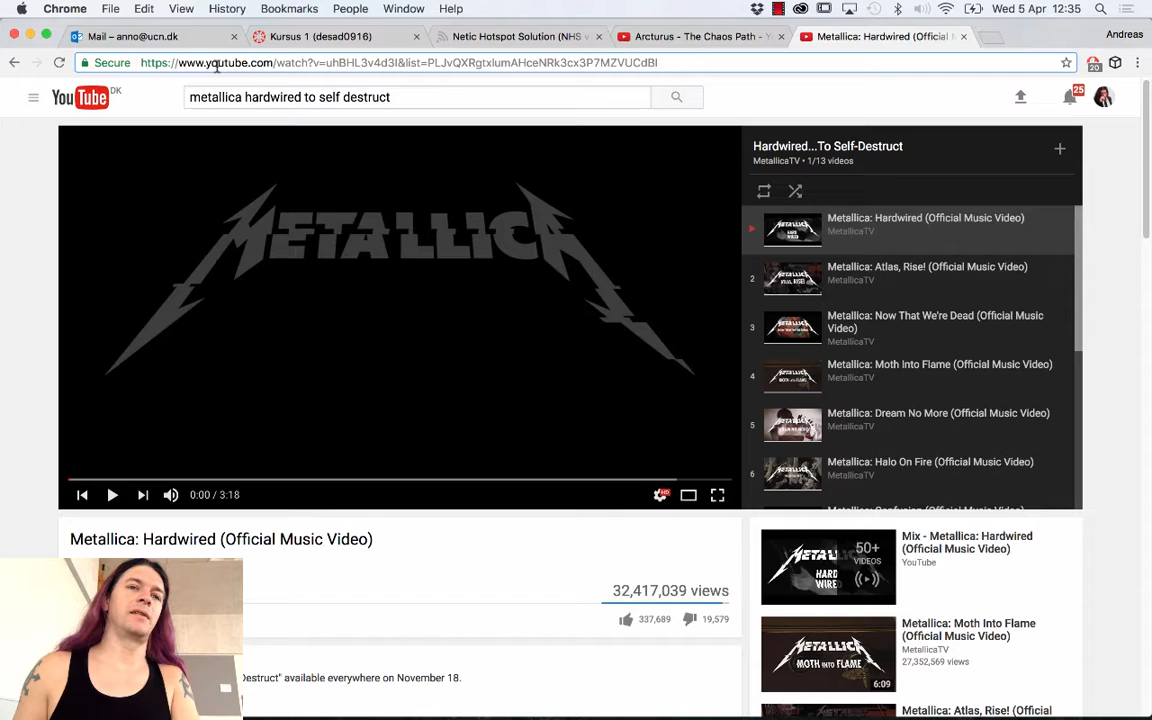 Chrome File Edit View History Bookmarks People Window Help Wed 5 Apr 12:35
Mail – anno@ucn.dk Kursus 1 (desad0916) Netic Hotspot Solution (NHS v Arcturus - The Chaos Path - Metallica: Hardwired (Official Andreas
Secure https://www.youtube.com/watch?v=uhBHL3v4d3I&list=PLJvQXRgtxlumAHceNRk3cx3P7MZVUCdBl 20
YouTube DK metallica hardwired to self destruct 25
METALLICA
Hardwired...To Self-Destruct
MetallicaTV • 1/13 videos
Metallica: Hardwired (Official Music Video)
MetallicaTV
2 Metallica: Atlas, Rise! (Official Music Video)
MetallicaTV
3 Metallica: Now That We're Dead (Official Music
Video)
MetallicaTV
4 Metallica: Moth Into Flame (Official Music Video)
MetallicaTV
5 Metallica: Dream No More (Official Music Video)
MetallicaTV
6 Metallica: Halo On Fire (Official Music Video)
MetallicaTV
0:00 / 3:18 HD
Metallica: Hardwired (Official Music Video)
32,417,039 views
337,689 19,579
Destruct" available everywhere on November 18.
50+
VIDEOS
Mix - Metallica: Hardwired
(Official Music Video)
YouTube
Metallica: Moth Into Flame
(Official Music Video)
MetallicaTV
27,352,569 views
METALLICA
MOTH INTO FLAME
6:09
Metallica: Atlas, Rise! (Official